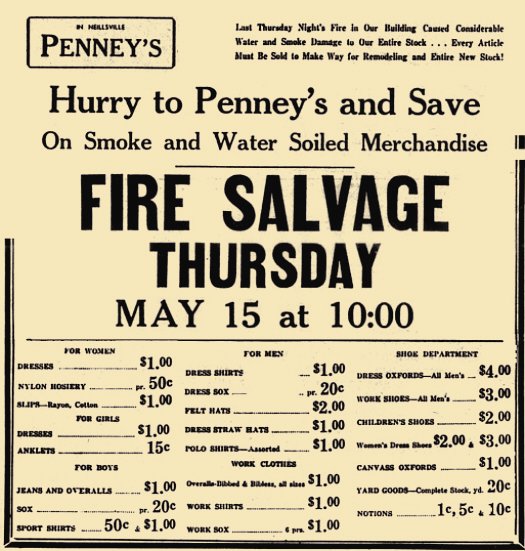 IN NEILLSVILLE
PENNEY'S
Last Thursday Night's Fire in Our Building Caused Considerable
Water and Smoke Damage to Our Entire Stock . . . Every Article
Must Be Sold to Make Way for Remodeling and Entire New Stock!
Hurry to Penney's and Save
On Smoke and Water Soiled Merchandise
FIRE SALVAGE
THURSDAY
MAY 15 at 10:00
FOR WOMEN
DRESSES $1.00
NYLON HOSIERY pr. 50c
SLIPS—Rayon, Cotton $1.00
FOR GIRLS
DRESSES $1.00
ANKLETS 15c
FOR BOYS
JEANS AND OVERALLS $1.00
SOX pr. 20c
SPORT SHIRTS 50c & $1.00
FOR MEN
DRESS SHIRTS $1.00
DRESS SOX pr. 20c
FELT HATS $2.00
DRESS STRAW HATS $1.00
POLO SHIRTS—Assorted $1.00
WORK CLOTHES
Overalls-Bibbed & Bibless, all sizes $1.00
WORK SHIRTS $1.00
WORK SOX 6 prs. $1.00
SHOE DEPARTMENT
DRESS OXFORDS—All Men's $4.00
WORK SHOES—All Men's $3.00
CHILDREN'S SHOES $2.00
Women's Dress Shoes $2.00 & $3.00
CANVASS OXFORDS $1.00
YARD GOODS—Complete Stock, yd. 20c
NOTIONS 1c, 5c & 10c